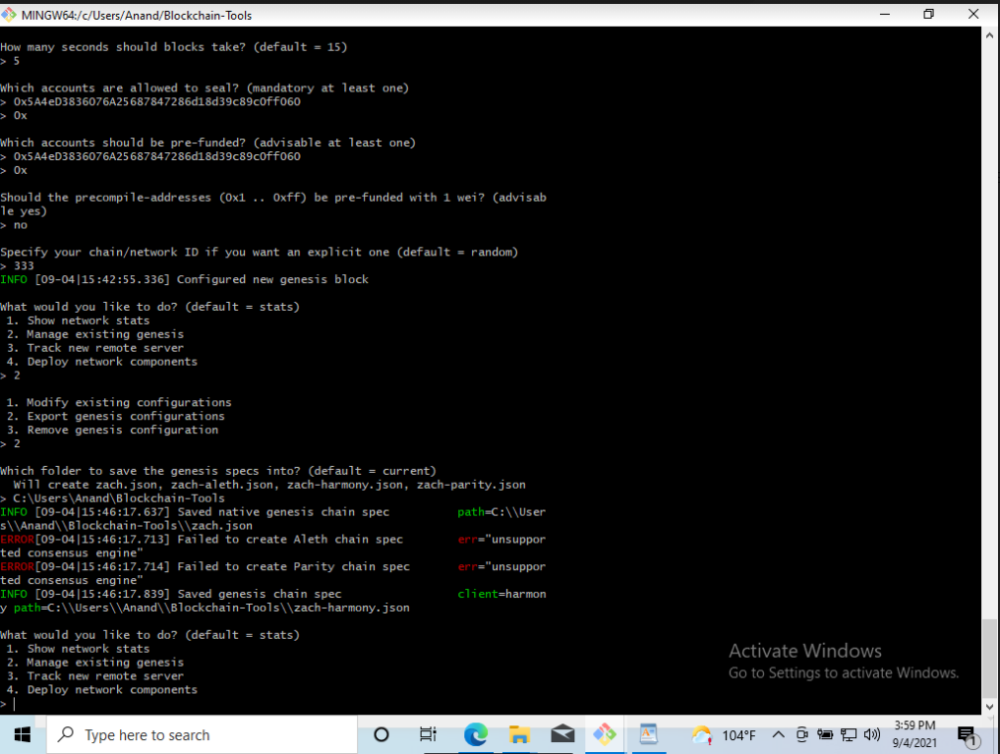 MINGW64:/c/Users/Anand/Blockchain-Tools
How many seconds should blocks take? (default = 15)
> 5
Which accounts are allowed to seal? (mandatory at least one)
> 0x5A4eD3836076A25687847286d18d39c89c0ff060
> 0x
Which accounts should be pre-funded? (advisable at least one)
> 0x5A4eD3836076A25687847286d18d39c89c0ff060
> 0x
Should the precompile-addresses (0x1 .. 0xff) be pre-funded with 1 wei? (advisab
le yes)
> no
Specify your chain/network ID if you want an explicit one (default = random)
> 333
INFO [09-04|15:42:55.336] Configured new genesis block
What would you like to do? (default = stats)
1. Show network stats
2. Manage existing genesis
3. Track new remote server
4. Deploy network components
> 2
1. Modify existing configurations
2. Export genesis configurations
3. Remove genesis configuration
> 2
Which folder to save the genesis specs into? (default = current)
Will create zach.json, zach-aleth.json, zach-harmony.json, zach-parity.json
> C:\Users\Anand\Blockchain-Tools
INFO [09-04|15:46:17.637] Saved native genesis chain spec path=C:\\User
s\\Anand\\Blockchain-Tools\\zach.json
ERROR[09-04|15:46:17.713] Failed to create Aleth chain spec err="unsuppor
ted consensus engine"
ERROR[09-04|15:46:17.714] Failed to create Parity chain spec err="unsuppor
ted consensus engine"
INFO [09-04|15:46:17.839] Saved genesis chain spec client=harmon
y path=C:\\Users\\Anand\\Blockchain-Tools\\zach-harmony.json
What would you like to do? (default = stats)
1. Show network stats
2. Manage existing genesis
3. Track new remote server
4. Deploy network components
>
Activate Windows
Go to Settings to activate Windows.
Type here to search
104°F
3:59 PM
9/4/2021
1